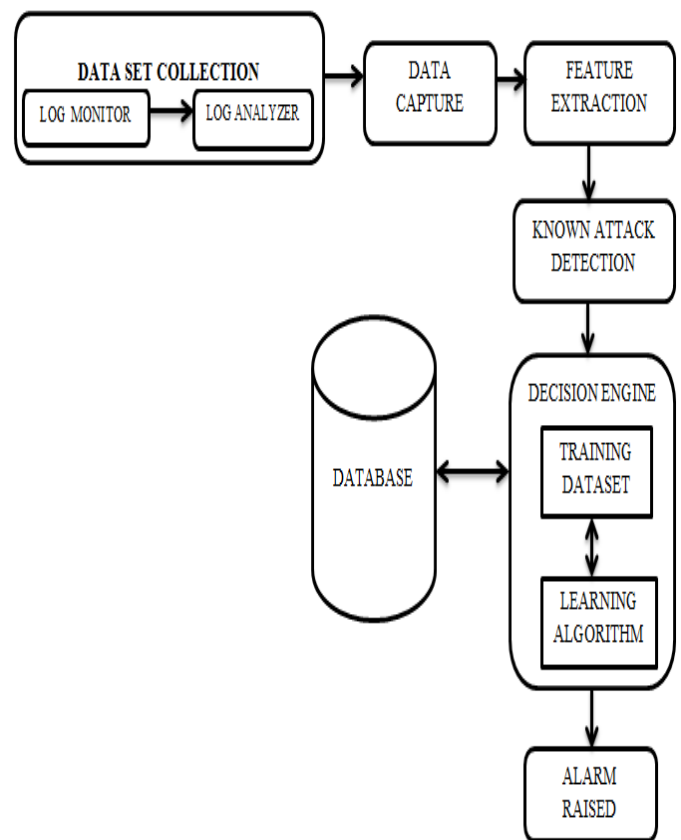 DATA SET COLLECTION
LOG MONITOR
LOG ANALYZER
DATA
CAPTURE
FEATURE
EXTRACTION
KNOWN ATTACK
DETECTION
DECISION ENGINE
TRAINING
DATASET
DATABASE
LEARNING
ALGORITHM
ALARM
RAISED